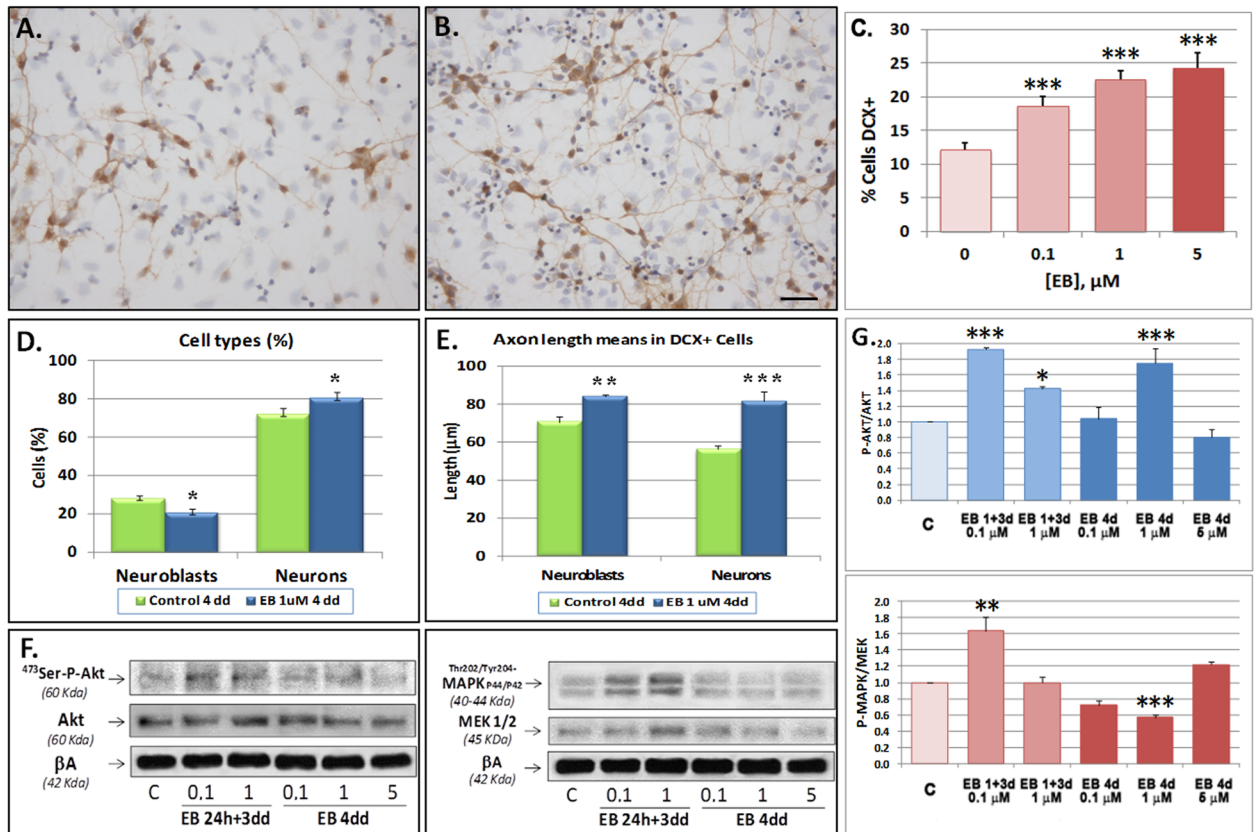 A.
B.
C.
30
25
20
15
10
5
0
% Cells DCX+
***
***
***
0 0.1 1 5
[EB], µM
D.
Cell types (%)
100
80
60
40
20
0
Cells (%)
*
*
Neuroblasts Neurons
Control 4 dd EB 1uM 4 dd
E.
Axon length means in DCX+ Cells
100
80
60
40
20
0
Length (µm)
**
***
Neuroblasts Neurons
Control 4dd EB 1 uM 4dd
G.
2.0
1.8
1.6
1.4
1.2
1.0
0.8
0.6
0.4
0.2
0.0
P-AKT/AKT
***
*
***
C EB 1+3d EB 1+3d EB 4d EB 4d EB 4d
0.1 µM 1 µM 0.1 µM 1 µM 5 µM
F.
473Ser-P-Akt
(60 Kda)
Akt
(60 Kda)
βA
(42 Kda)
C 0,1 1 0,1 1 5
EB 24h+3dd EB 4dd
Thr202/Tyr204-
MAPK P44/P42
(40-44 Kda)
MEK 1/2
(45 KDa)
βA
(42 Kda)
C 0.1 1 0.1 1 5
EB 24h+3dd EB 4dd
2.0
1.8
1.6
1.4
1.2
1.0
0.8
0.6
0.4
0.2
0.0
P-MAPK/MEK
**
***
C EB 1+3d EB 1+3d EB 4d EB 4d EB 4d
0.1 µM 1 µM 0.1 µM 1 µM 5 µM